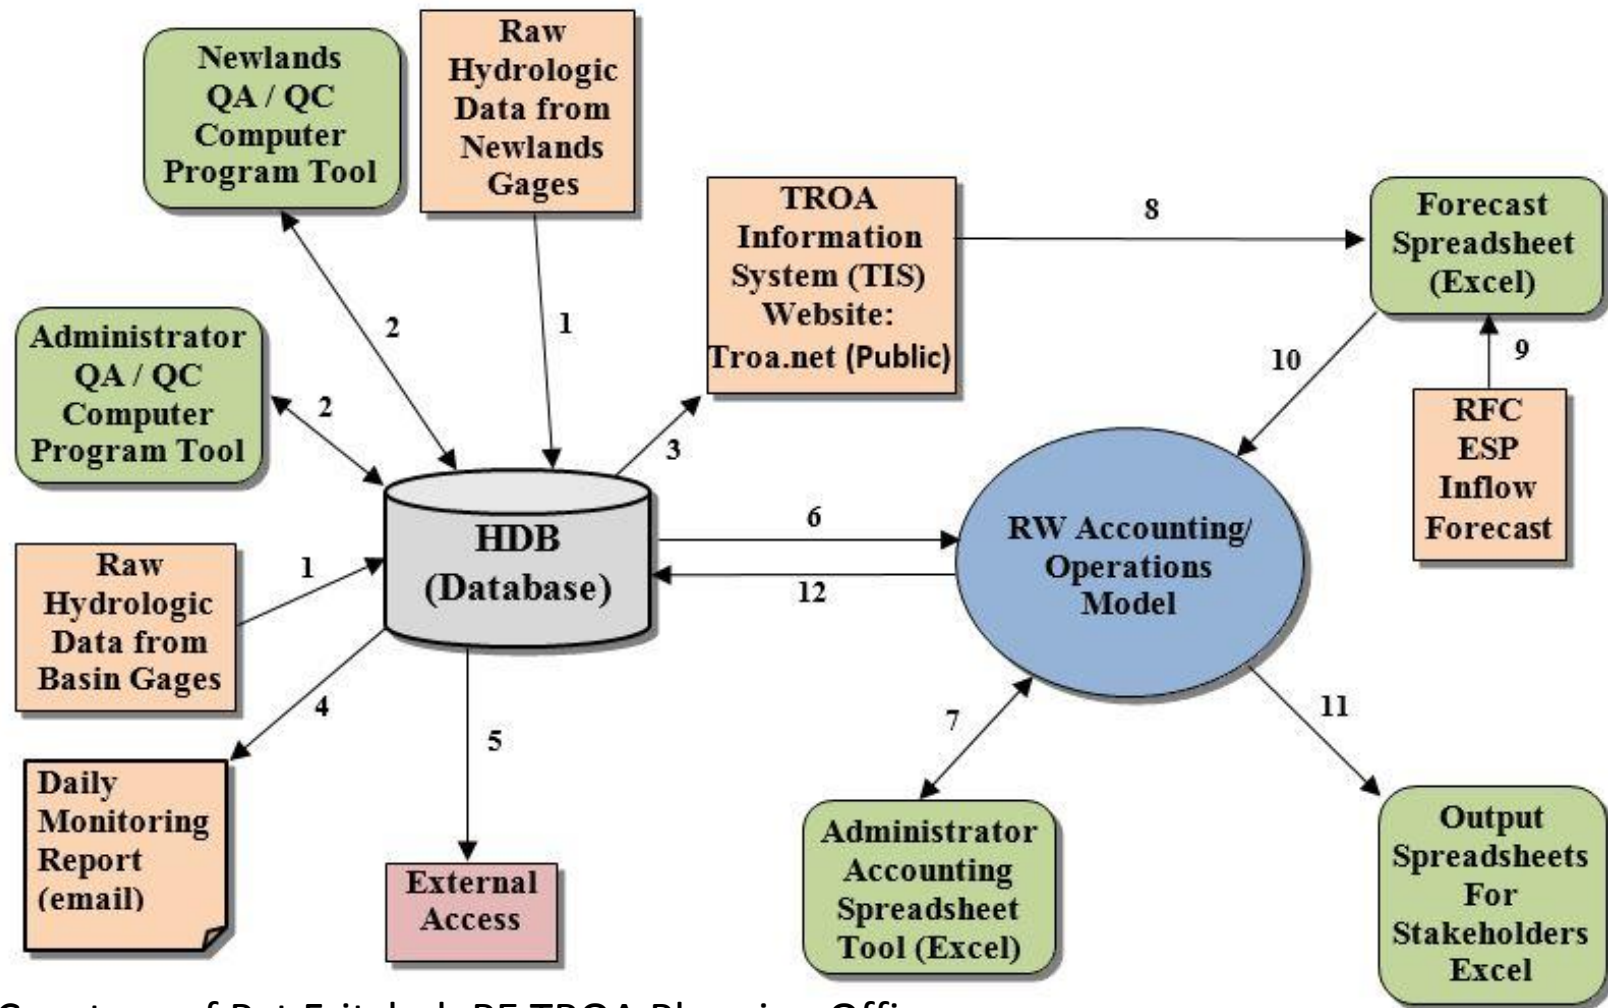 Newlands
QA / QC
Computer
Program Tool
Raw
Hydrologic
Data from
Newlands
Gages
TROA
Information
System (TIS)
Website:
Troa.net (Public)
8
Forecast
Spreadsheet
(Excel)
2
1
Administrator
QA / QC
Computer
Program Tool
2
3
10
9
RFC
ESP
Inflow
Forecast
HDB
(Database)
6
12
RW Accounting/
Operations
Model
Raw
Hydrologic
Data from
Basin Gages
1
4
5
7
11
Daily
Monitoring
Report
(email)
External
Access
Administrator
Accounting
Spreadsheet
Tool (Excel)
Output
Spreadsheets
For
Stakeholders
Excel